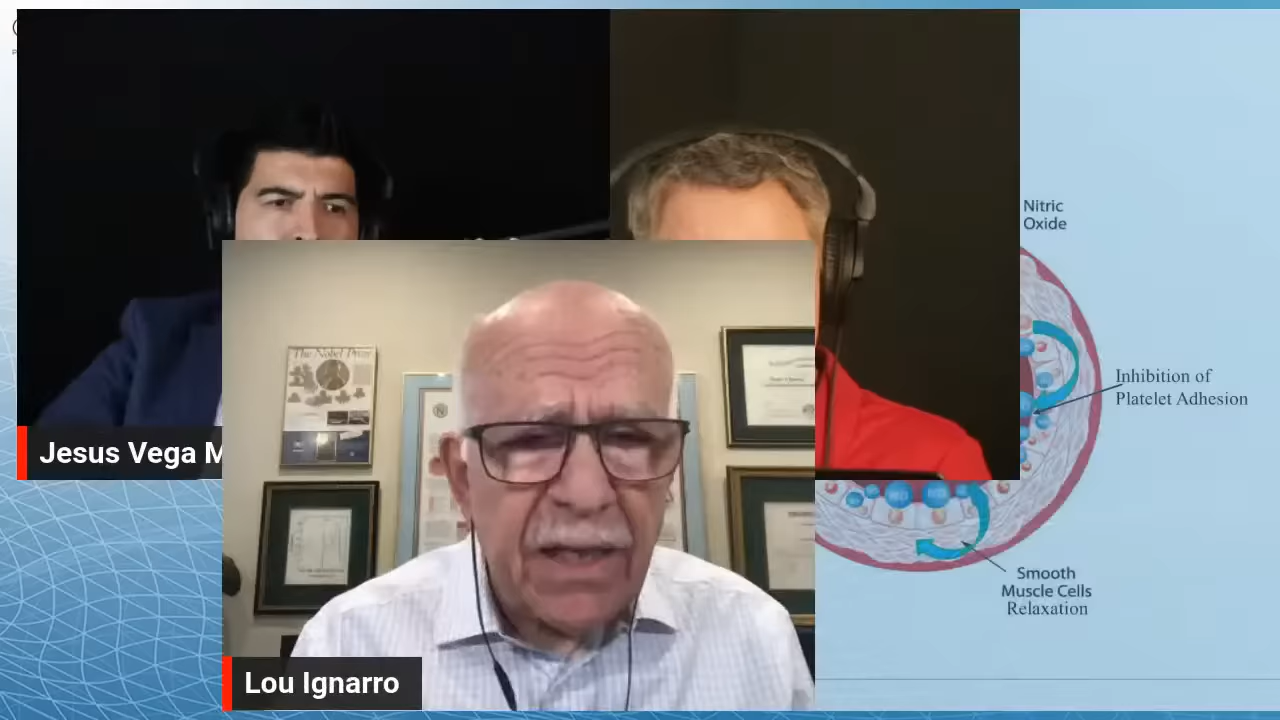 Nitric
Oxide
Inhibition of
Platelet Adhesion
Jesus Vega M
The Nobel Prize
Smooth
Muscle Cells
Relaxation
Lou Ignarro